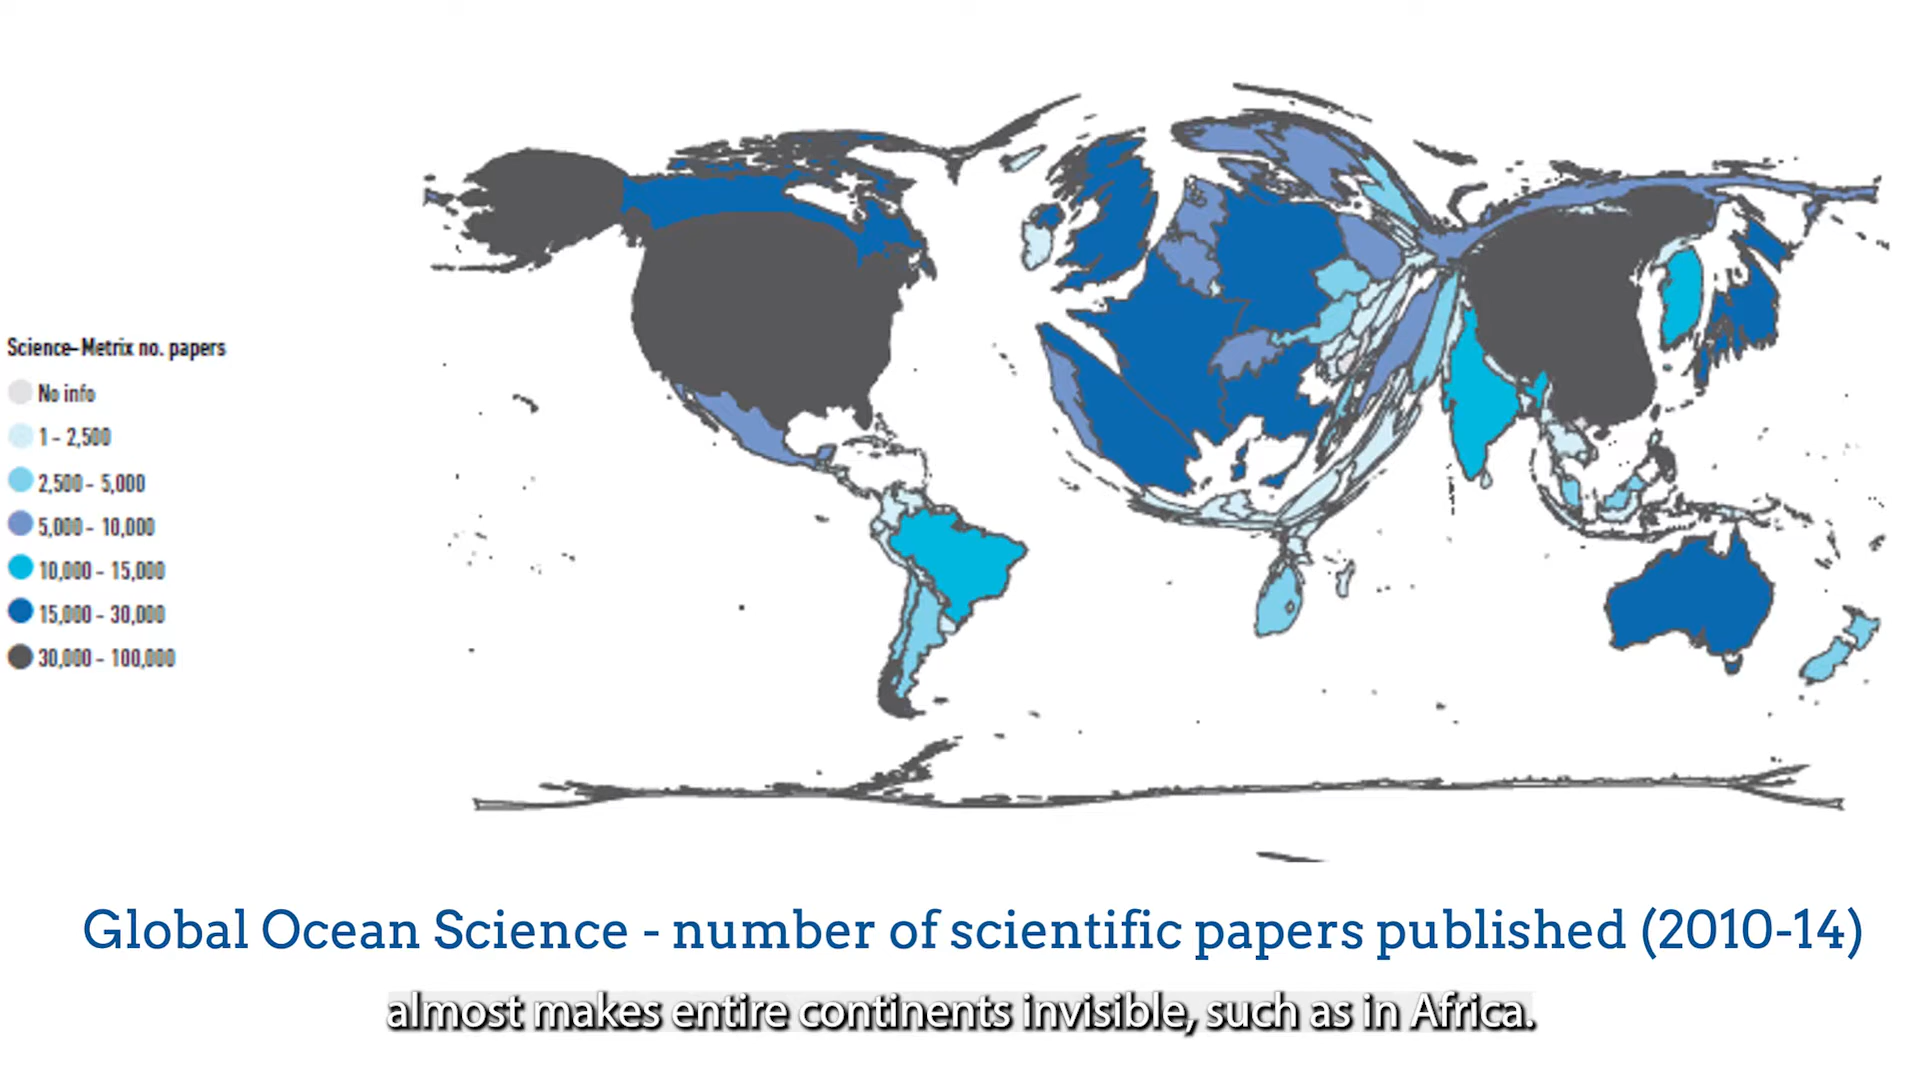 Science-Metrix no. papers
No info
1 - 2,500
2,500 - 5,000
5,000 - 10,000
10,000 - 15,000
15,000 - 30,000
30,000 - 100,000
Global Ocean Science - number of scientific papers published (2010-14)
almost makes entire continents invisible, such as in Africa.